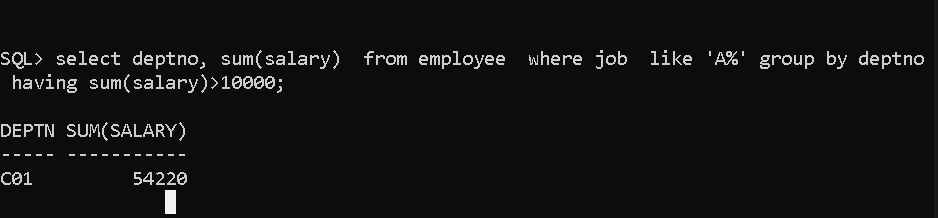 SQL> select deptno, sum(salary)  from employee  where job  like 'A%' group by deptno
 having sum(salary)>10000;
DEPTN SUM(SALARY)
----- -----------
C01         54220